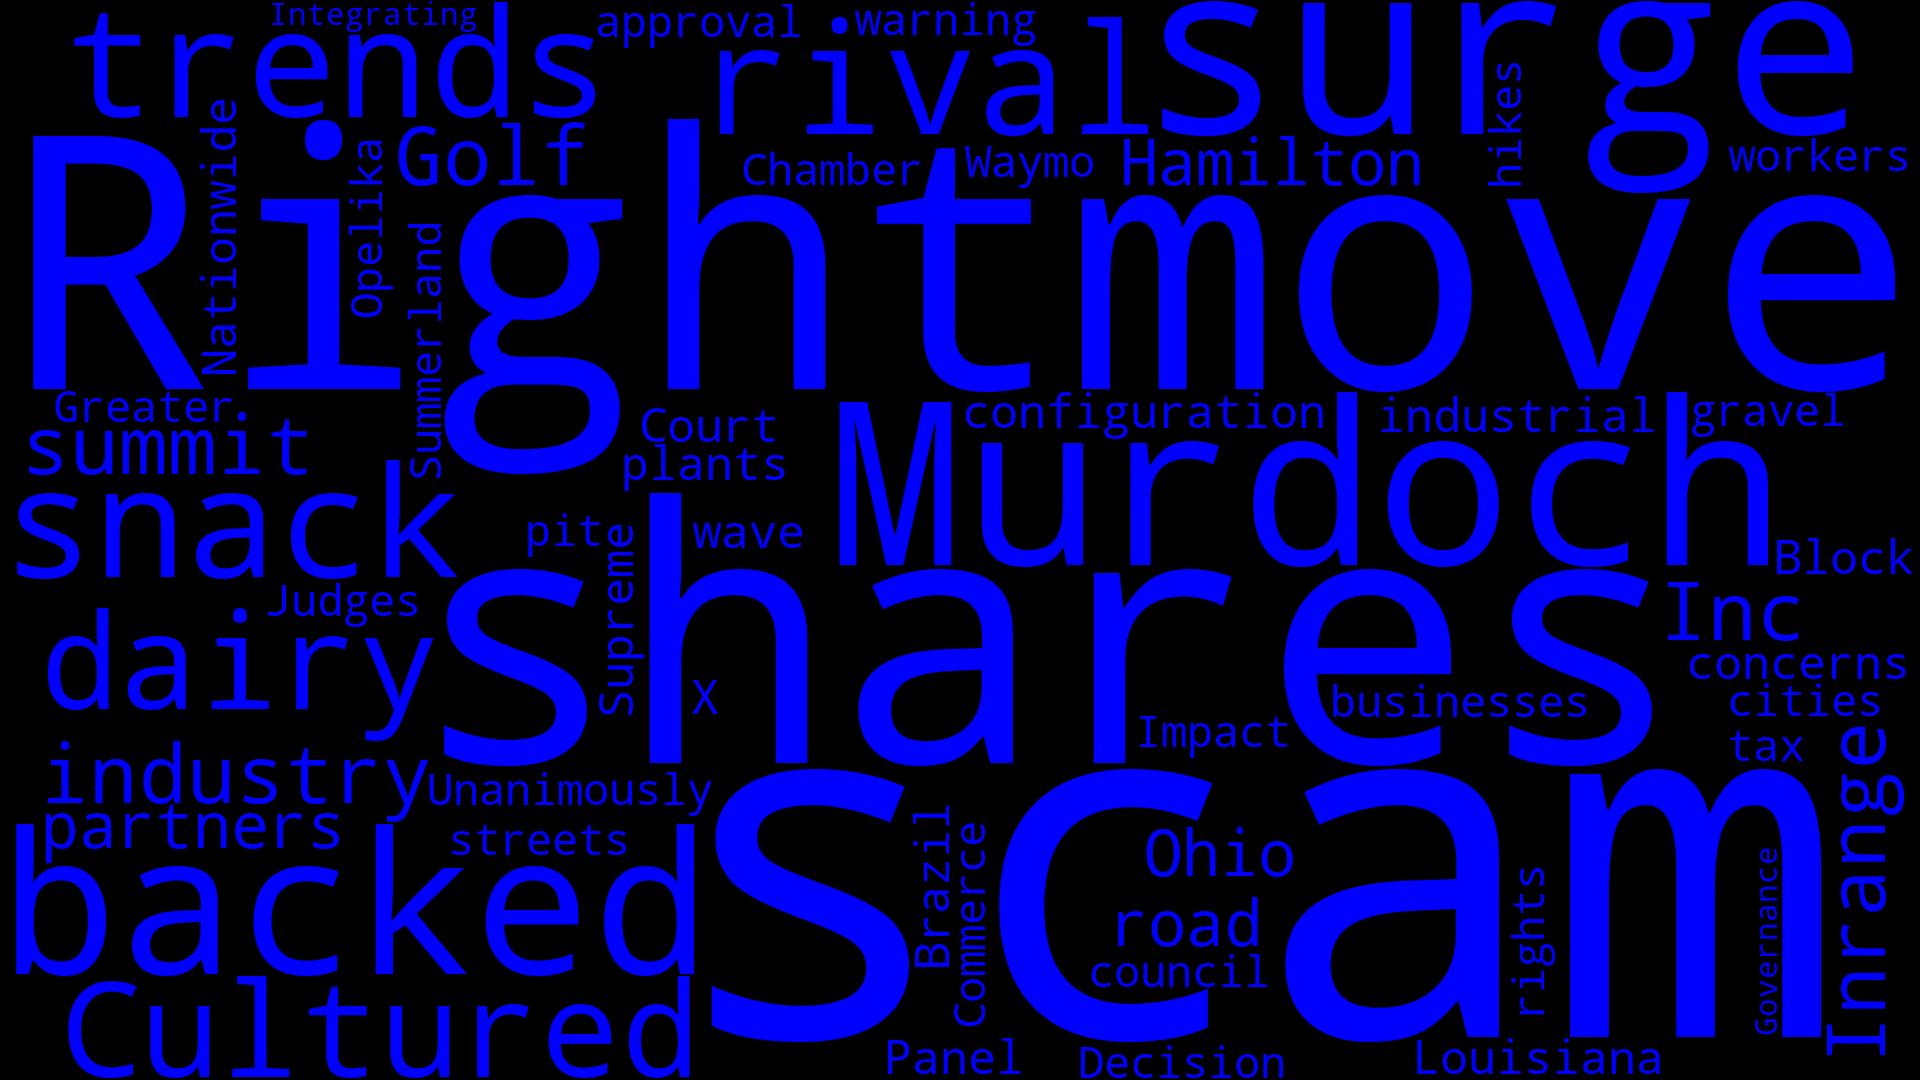 Integrating
trends
approval
warning
rival
surge
hikes
Nationwide
Opelika
Golf
Chamber
Waymo
Hamilton
workers
Rightmove
Summerland
Greater
summit
Court
plants
configuration
industrial
gravel
Murdoch
snack
pite
Supreme
wave
Block
Judges
dairy
shares
X
Inc
concerns
businesses
cities
Impact
tax
industry
Unanimously
Inrange
partners
streets
scam
backed
Brazil
Commerce
Ohio
road
council
rights
Governance
Cultured
Panel
Decision
Louisiana